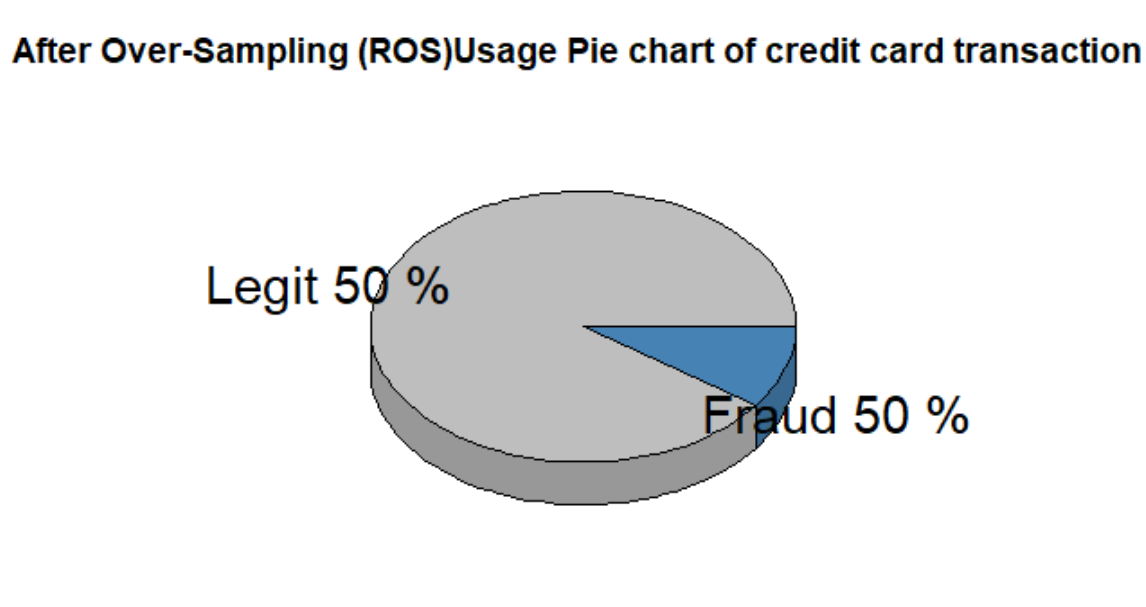 After Over-Sampling (ROS)Usage Pie chart of credit card transaction
Legit 50 %
Fraud 50 %